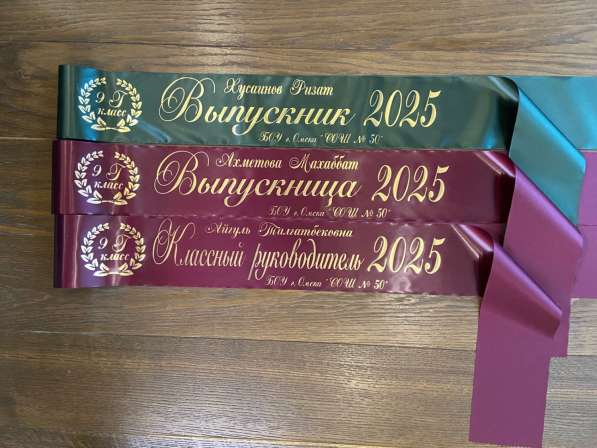 9 Г
класс
Хусаинов Ризат
Выпускник 2025
БОУ г. Омска "СОШ № 50"
9 Г
класс
Ахметова Махаббат
Выпускница 2025
БОУ г. Омска "СОШ № 50"
9 Г
класс
Айгуль Тилгатбековна
Классный руководитель 2025
БОУ г. Омска "СОШ № 50"